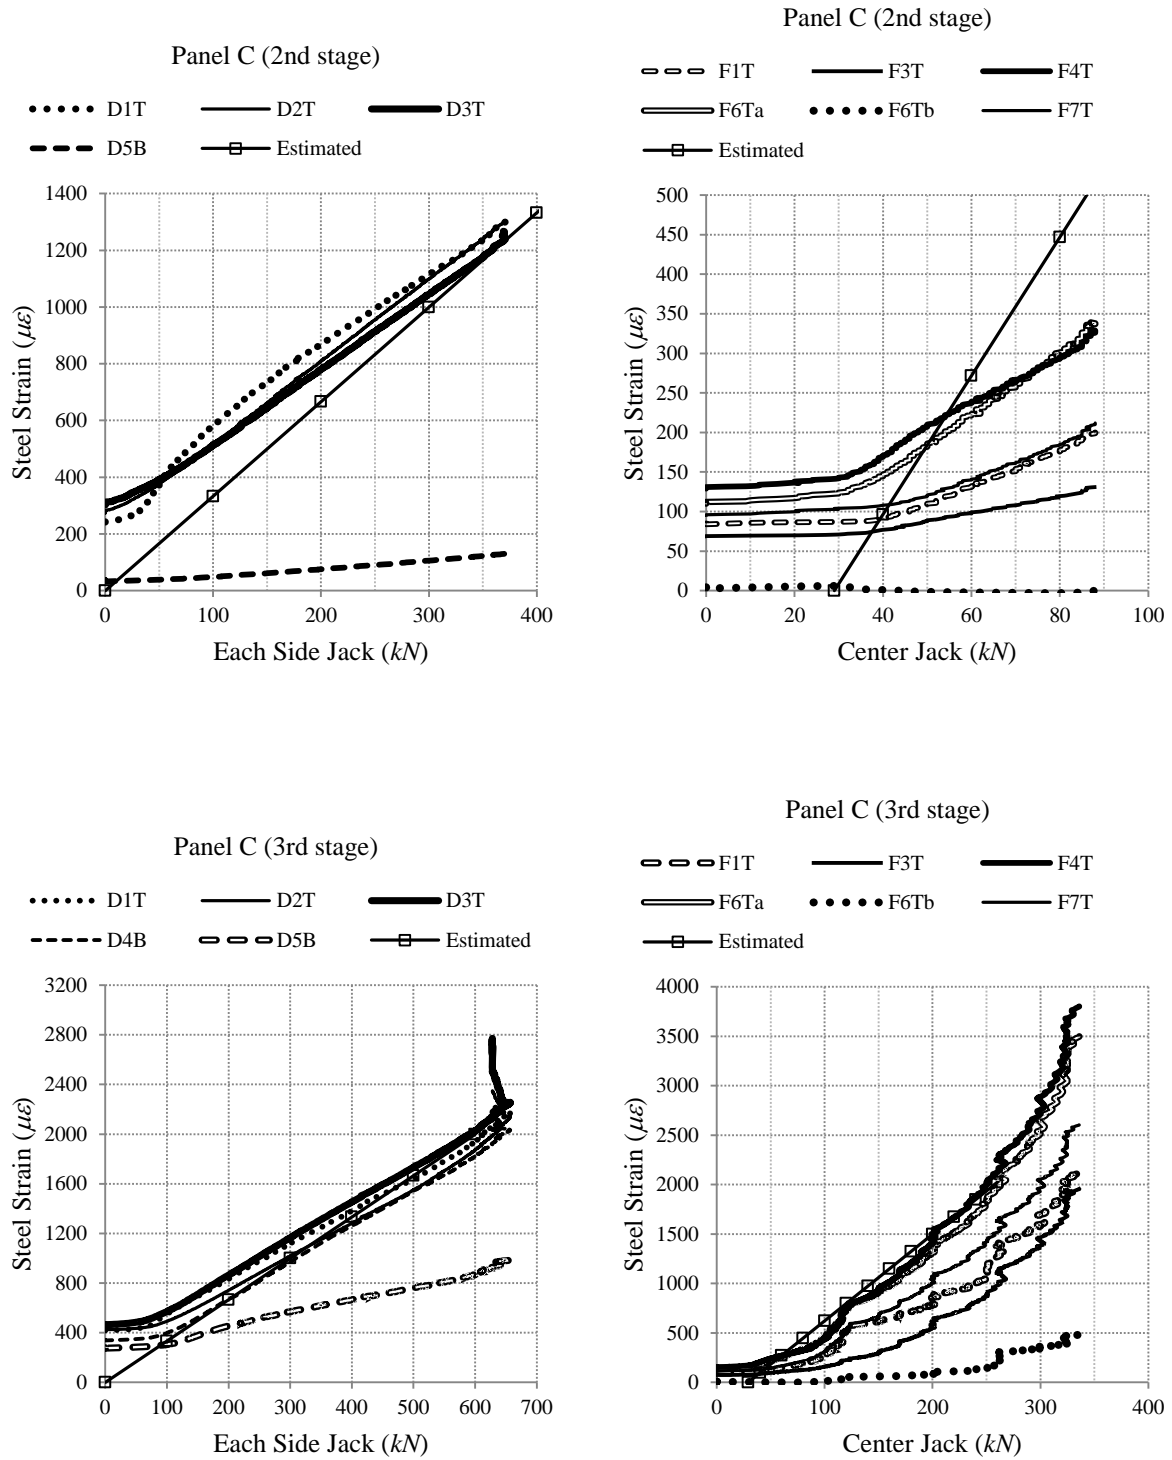 Panel C (2nd stage)
D1T D2T D3T
D5B Estimated
1400
1200
1000
800
600
400
200
0
0 100 200 300 400
Steel Strain (με)
Each Side Jack (kN)
Panel C (2nd stage)
F1T F3T F4T
F6Ta F6Tb F7T
Estimated
500
450
400
350
300
250
200
150
100
50
0
0 20 40 60 80 100
Steel Strain (με)
Center Jack (kN)
Panel C (3rd stage)
D1T D2T D3T
D4B D5B Estimated
3200
2800
2400
2000
1600
1200
800
400
0
0 100 200 300 400 500 600 700
Steel Strain (με)
Each Side Jack (kN)
Panel C (3rd stage)
F1T F3T F4T
F6Ta F6Tb F7T
Estimated
4000
3500
3000
2500
2000
1500
1000
500
0
0 100 200 300 400
Steel Strain (με)
Center Jack (kN)